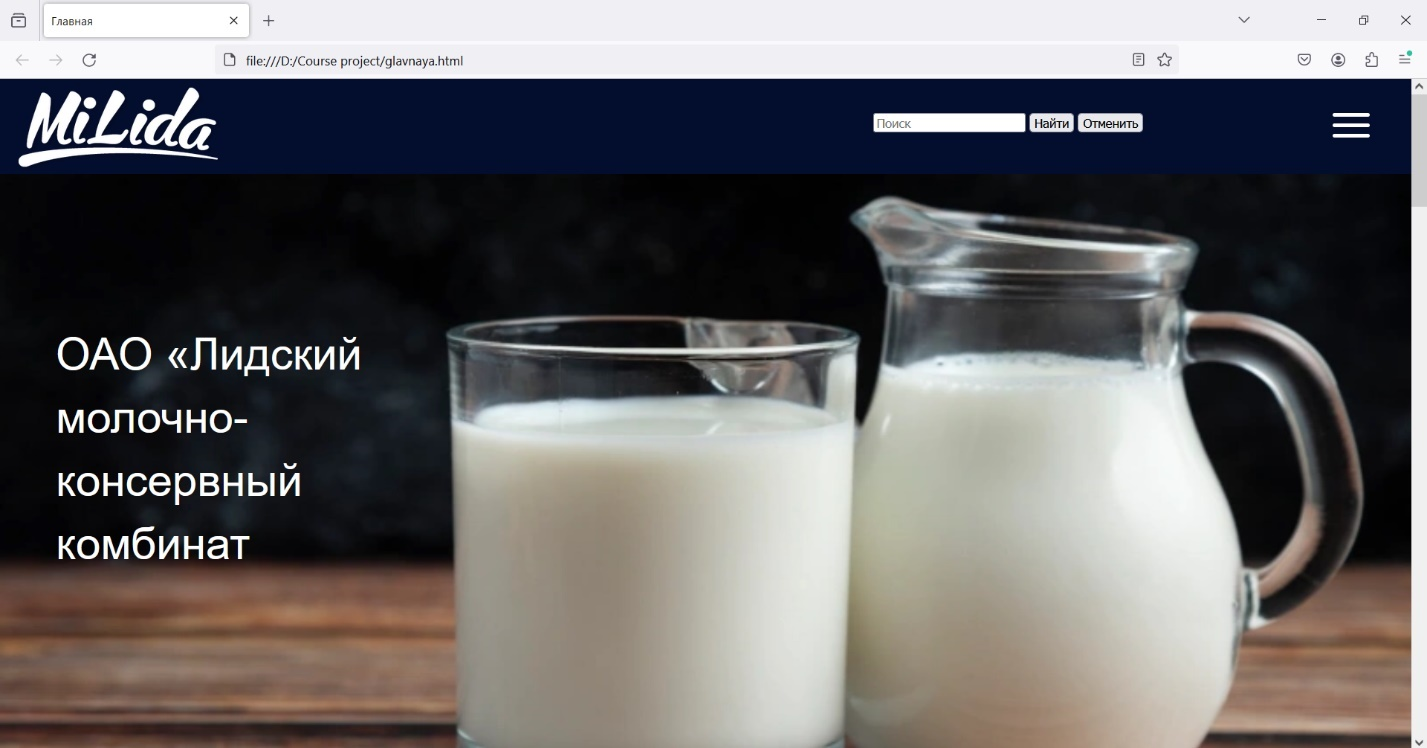 Главная
file:///D:/Course project/glavnaya.html
MiLida
Поиск Найти Отменить
ОАО «Лидский
молочно-
консервный
комбинат